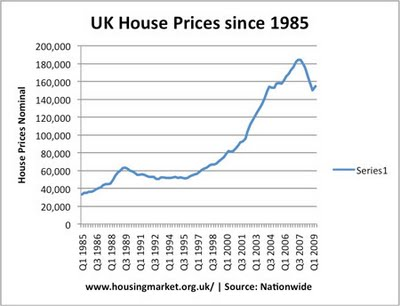 UK House Prices since 1985
House Prices Nominal
200,000
180,000
160,000
140,000
120,000
100,000
80,000
60,000
40,000
20,000
0
Q1 1985
Q3 1986
Q1 1988
Q3 1989
Q1 1991
Q3 1992
Q1 1994
Q3 1995
Q1 1997
Q3 1998
Q1 2000
Q3 2001
Q1 2003
Q3 2004
Q1 2006
Q3 2007
Q1 2009
Series1
www.housingmarket.org.uk/ | Source: Nationwide